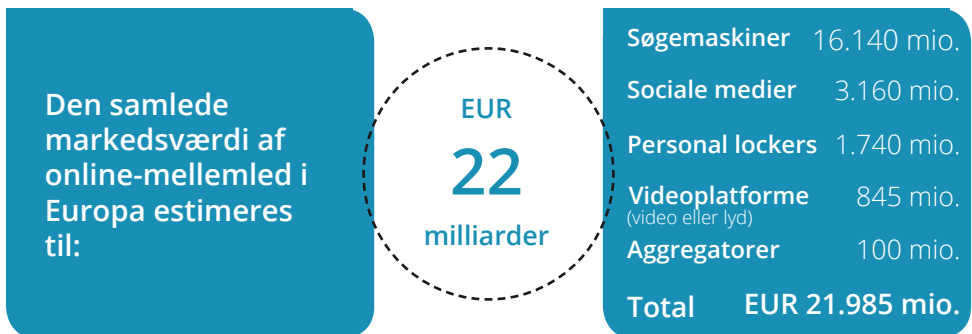 Den samlede
markedsværdi af
online-mellemled i
Europa estimeres
til:
EUR
22
milliarder
Søgemaskiner 16.140 mio.
Sociale medier 3.160 mio.
Personal lockers 1.740 mio.
Videoplatforme 845 mio.
(video eller lyd)
Aggregatorer 100 mio.
Total EUR 21.985 mio.